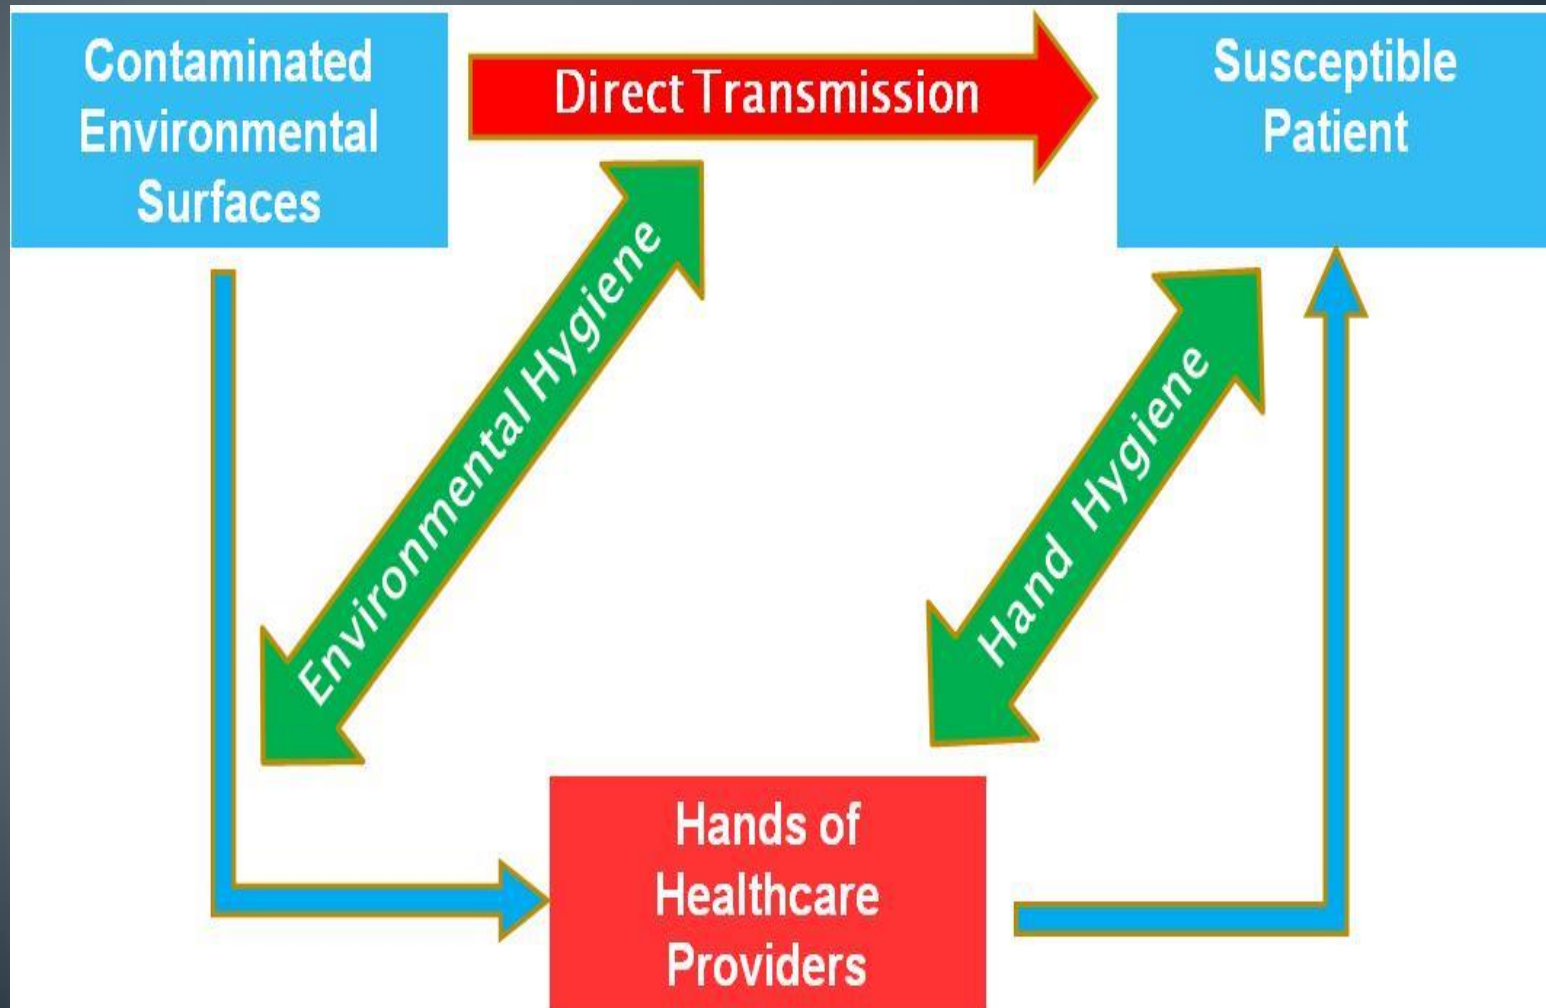 Contaminated
Environmental
Surfaces
Direct Transmission
Susceptible
Patient
Environmental Hygiene
Hand Hygiene
Hands of
Healthcare
Providers